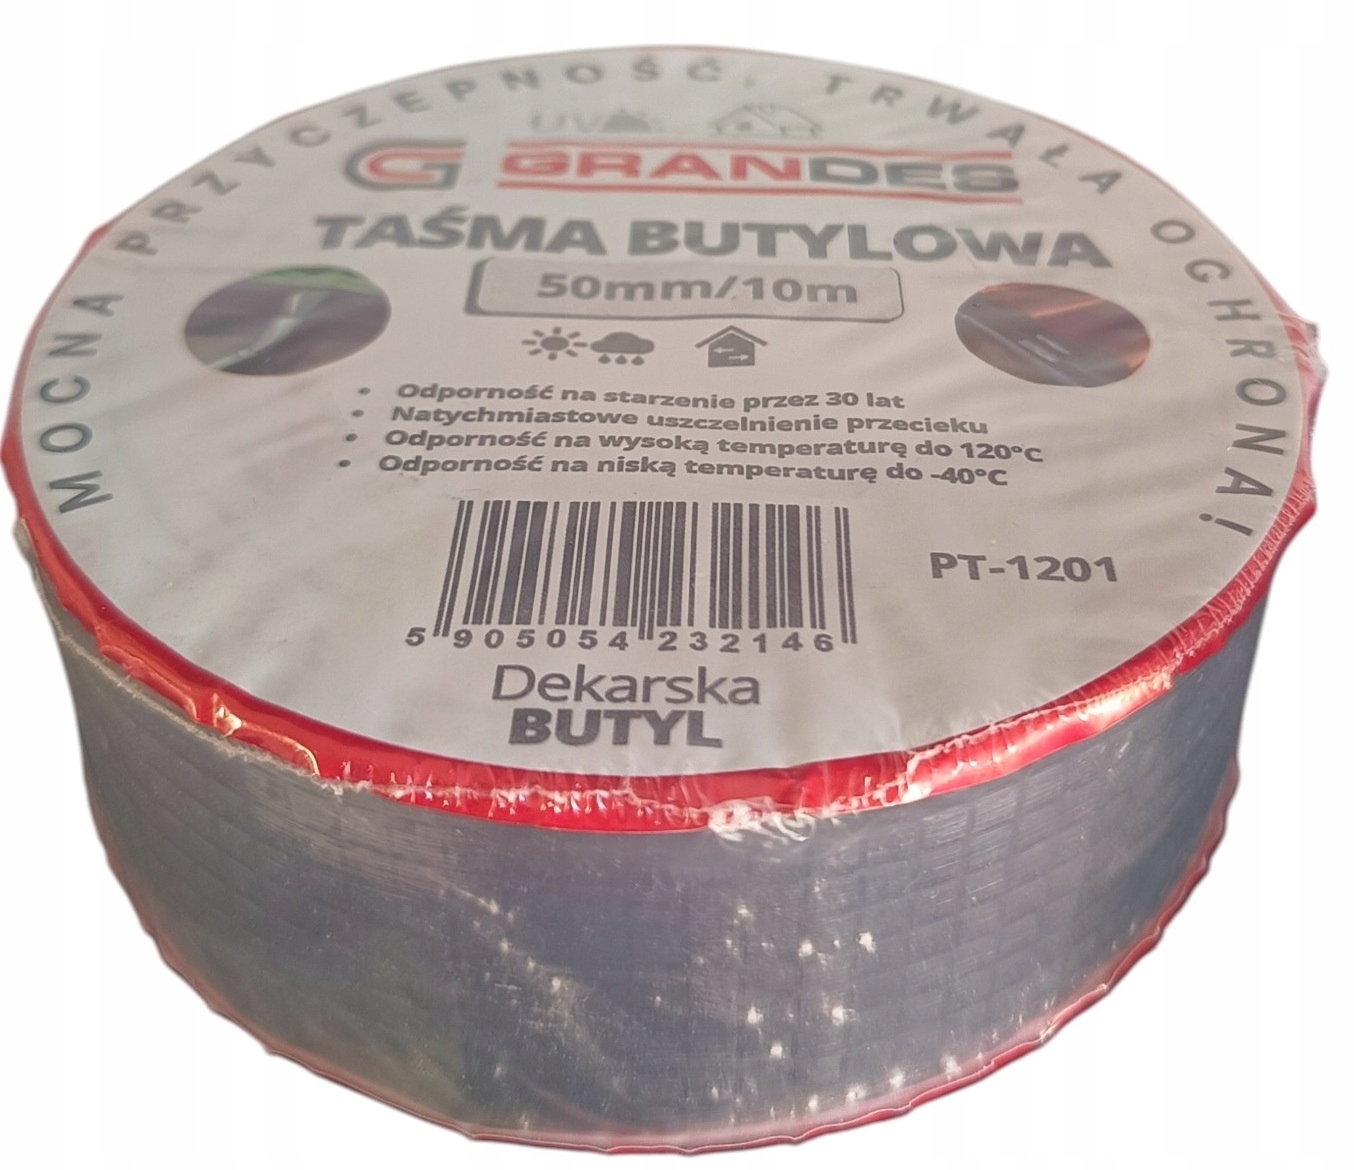 MOCNA PRZYCZEPNOŚĆ, TRWAŁA OCHRONA!
UV
G GRANDES
TAŚMA BUTYLOWA
50mm/10m
• Odporność na starzenie przez 30 lat
• Natychmiastowe uszczelnienie przecieku
• Odporność na wysoką temperaturę do 120°C
• Odporność na niską temperaturę do -40°C
PT-1201
5 905054 232146
Dekarska
BUTYL